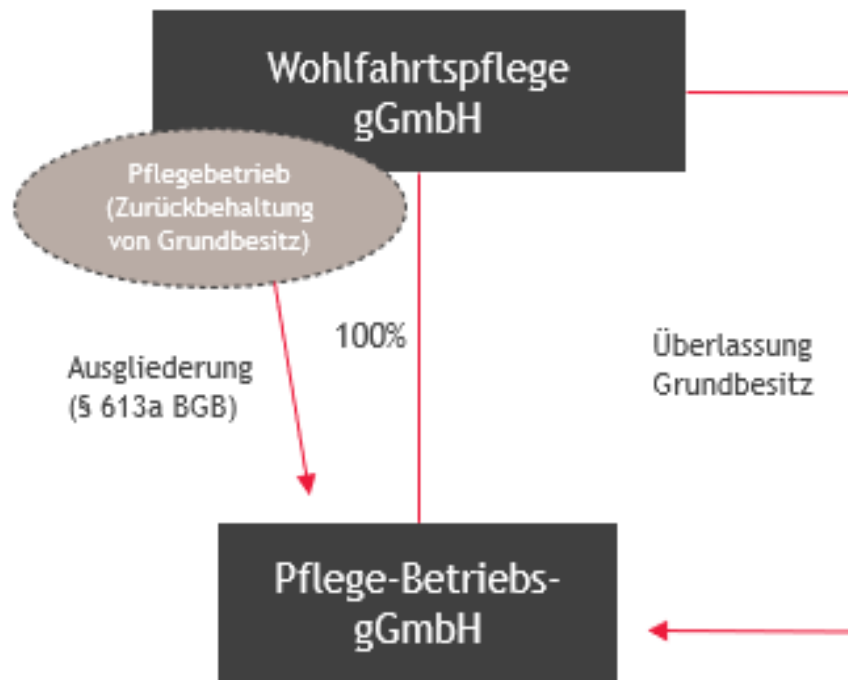 Wohlfahrtspflege
gGmbH
Pflegebetrieb
(Zurückbehaltung
von Grundbesitz)
100%
Ausgliederung
(§ 613a BGB)
Überlassung
Grundbesitz
Pflege-Betriebs-
gGmbH